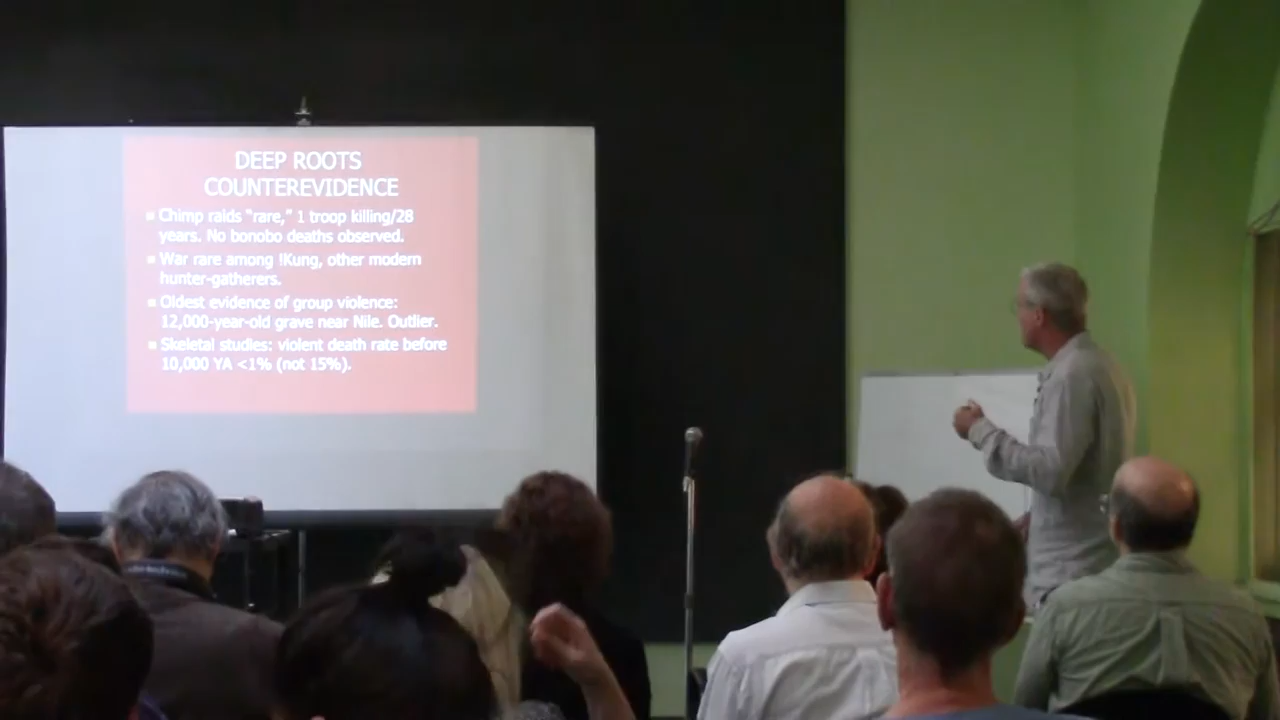 DEEP ROOTS
COUNTEREVIDENCE
▪ Chimp raids "rare," 1 troop killing/28
years. No bonobo deaths observed.
▪ War rare among !Kung, other modern
hunter-gatherers.
▪ Oldest evidence of group violence:
12,000-year-old grave near Nile. Outlier.
▪ Skeletal studies: violent death rate before
10,000 YA <1% (not 15%).